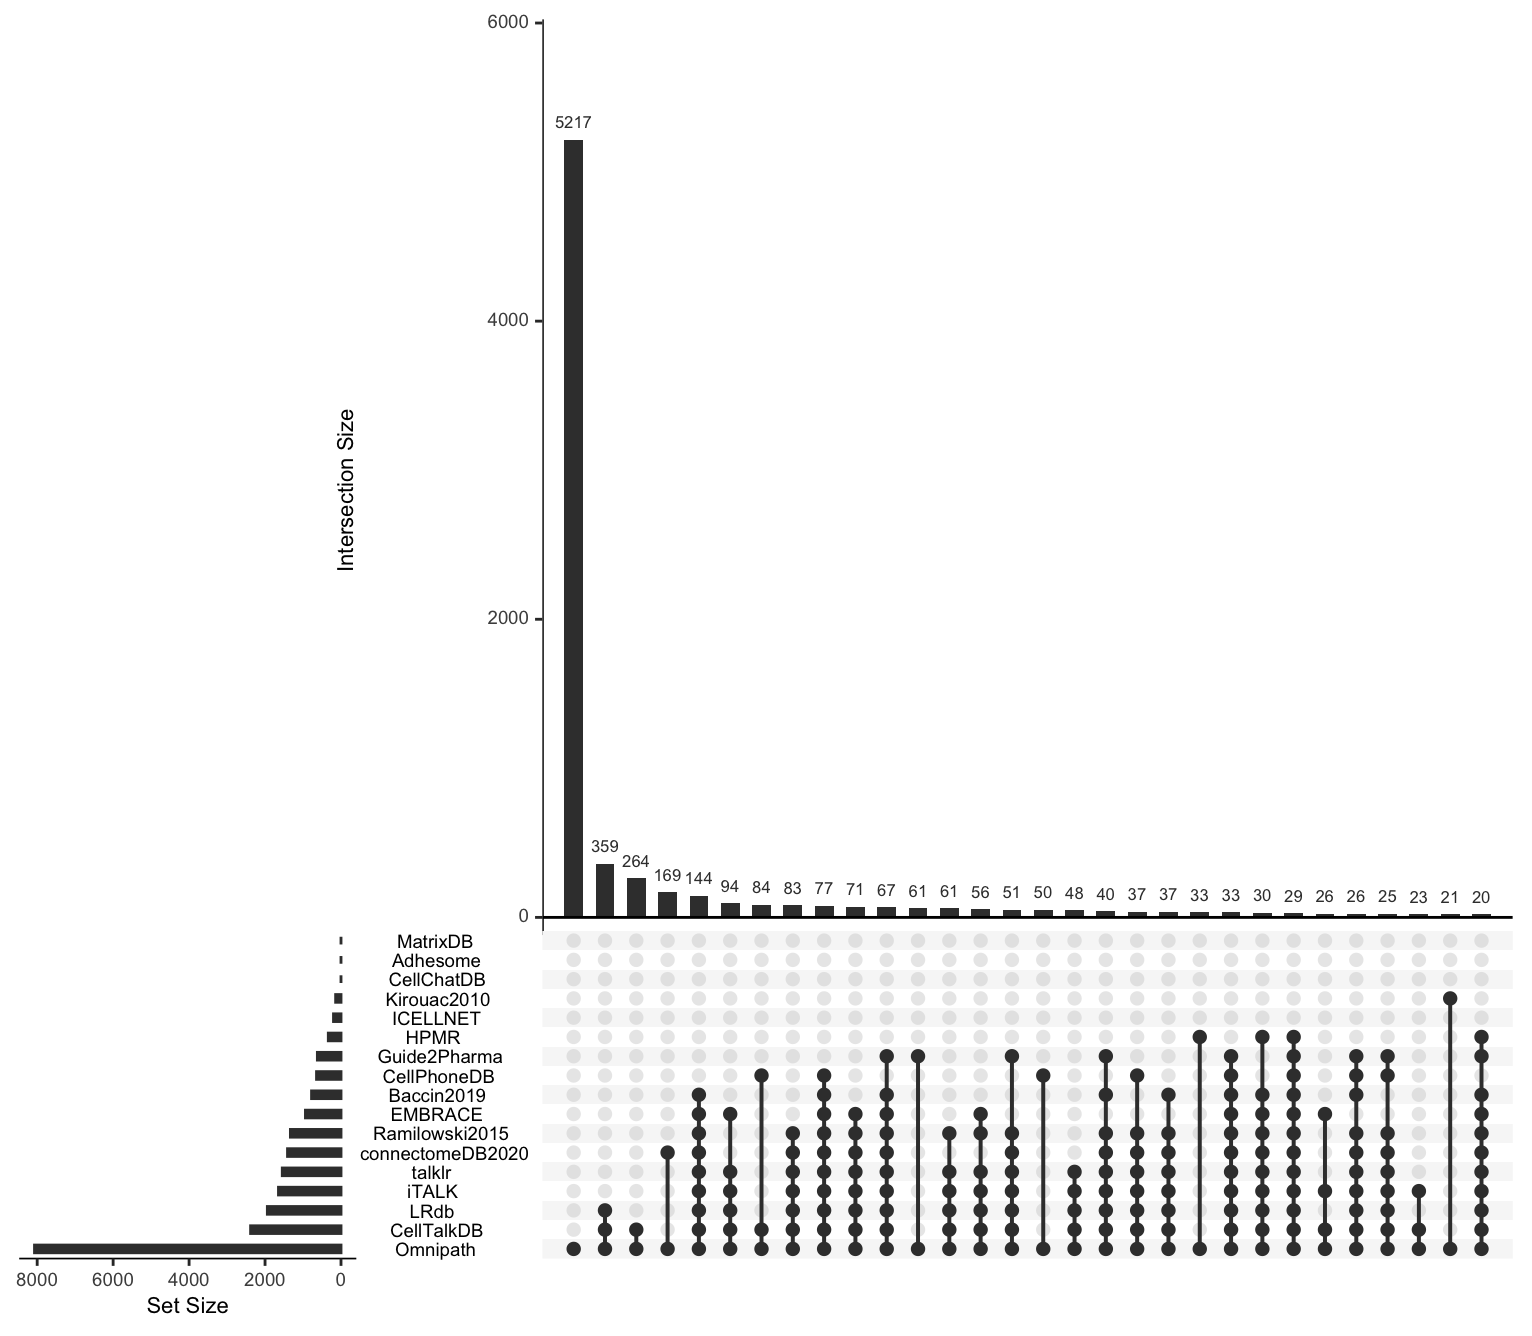 6000
5217
4000
Intersection Size
2000
359
264
169
144
94
84
83
77
71
67
61
61
56
51
50
48
40
37
37
33
33
30
29
26
26
25
23
21
20
0
MatrixDB
Adhesome
CellChatDB
Kirouac2010
ICELLNET
HPMR
Guide2Pharma
CellPhoneDB
Baccin2019
EMBRACE
Ramilowski2015
connectomeDB2020
talklr
iTALK
LRdb
CellTalkDB
Omnipath
8000 6000 4000 2000 0
Set Size